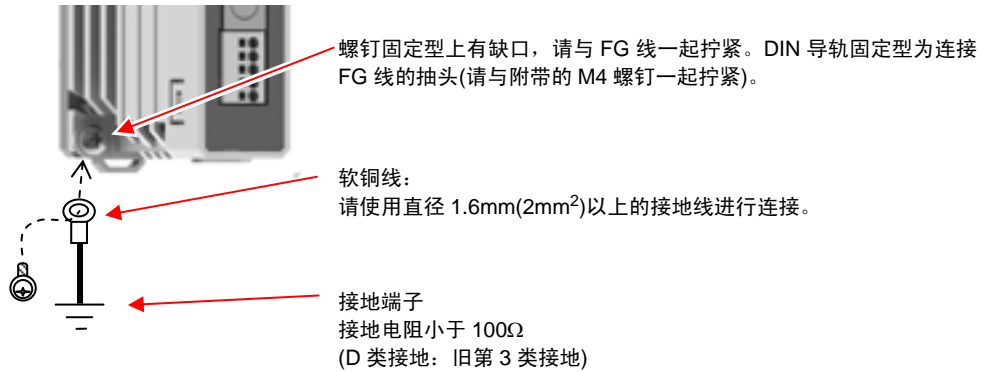 螺钉固定型上有缺口，请与 FG 线一起拧紧。DIN 导轨固定型为连接
FG 线的抽头(请与附带的 M4 螺钉一起拧紧)。
软铜线：
请使用直径 1.6mm(2mm²)以上的接地线进行连接。
接地端子
接地电阻小于 100Ω
(D 类接地：旧第 3 类接地)